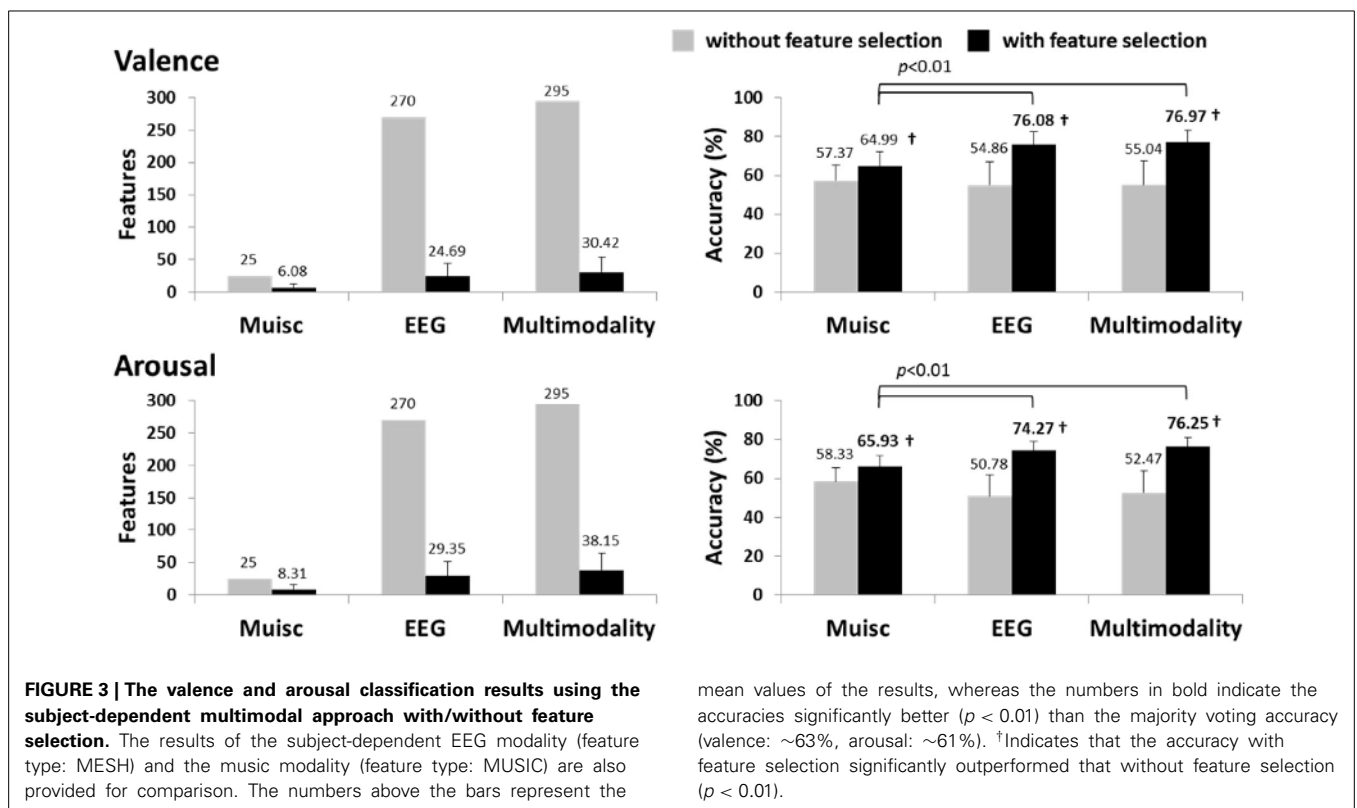 without feature selection with feature selection
Valence
Features
300
250
200
150
100
50
0
25
6.08
270
24.69
295
30.42
Muisc EEG Multimodality
p<0.01
Accuracy (%)
100
80
60
40
20
0
57.37
64.99 †
54.86
76.08 †
55.04
76.97 †
Muisc EEG Multimodality
Arousal
Features
300
250
200
150
100
50
0
25
8.31
270
29.35
295
38.15
Muisc EEG Multimodality
p<0.01
Accuracy (%)
100
80
60
40
20
0
58.33
65.93 †
50.78
74.27 †
52.47
76.25 †
Muisc EEG Multimodality
FIGURE 3 | The valence and arousal classification results using the
subject-dependent multimodal approach with/without feature
selection. The results of the subject-dependent EEG modality (feature
type: MESH) and the music modality (feature type: MUSIC) are also
provided for comparison. The numbers above the bars represent the
mean values of the results, whereas the numbers in bold indicate the
accuracies significantly better (p < 0.01) than the majority voting accuracy
(valence: ~63%, arousal: ~61%). †Indicates that the accuracy with
feature selection significantly outperformed that without feature selection
(p < 0.01).